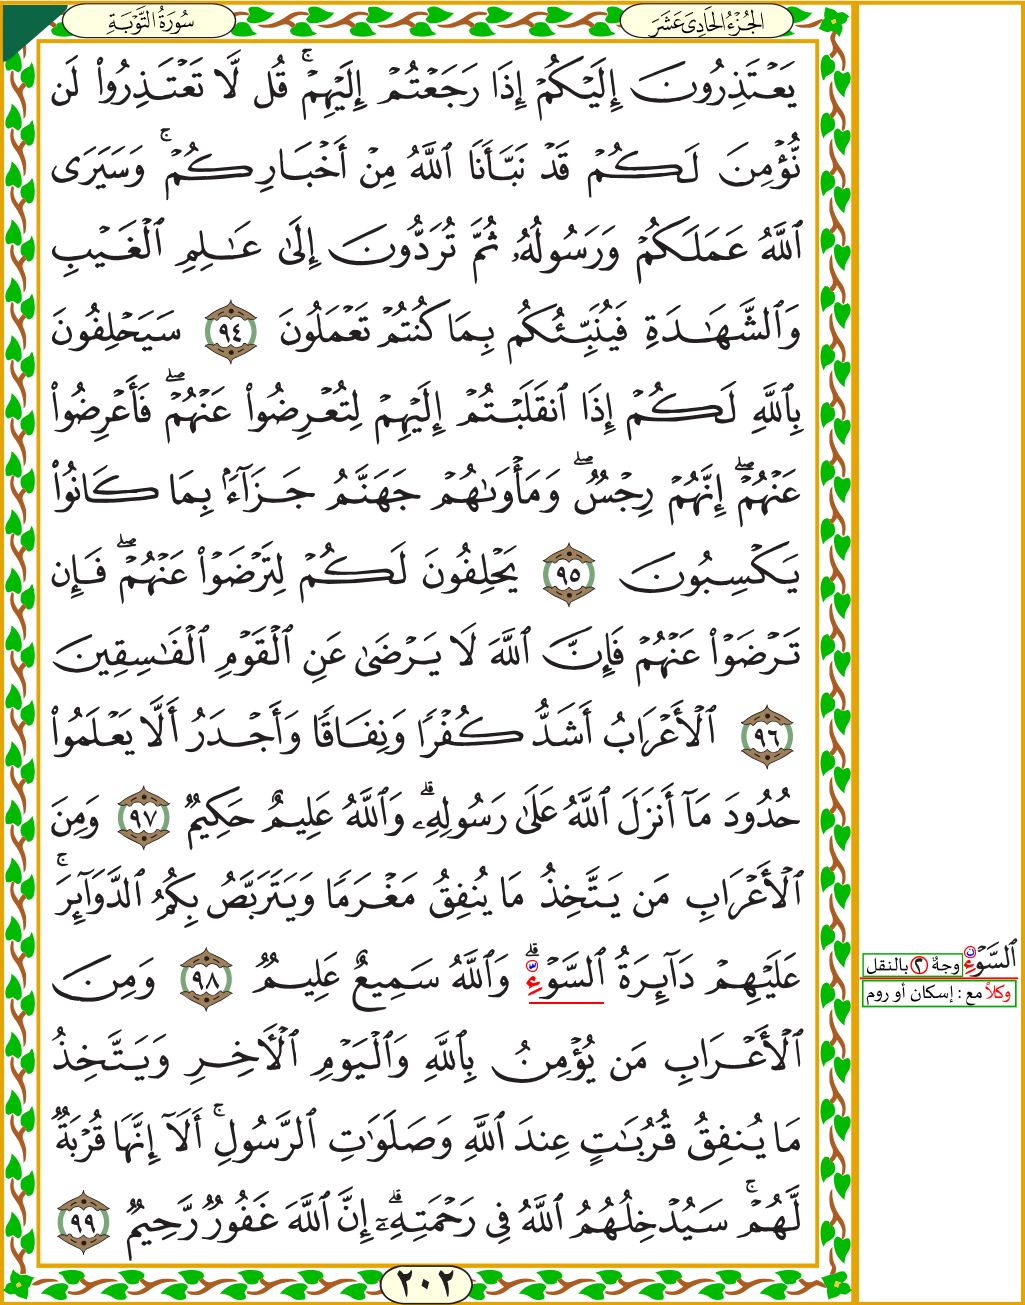 الجُزْءُ الحَادِيَ عَشَرَ
سُورَةُ التَّوْبَةِ
يَعْتَذِرُونَ إِلَيْكُمْ إِذَا رَجَعْتُمْ إِلَيْهِمْ ۚ قُل لَّا تَعْتَذِرُوا۟ لَن
نُّؤْمِنَ لَكُمْ قَدْ نَبَّأَنَا ٱللَّهُ مِنْ أَخْبَارِكُمْ ۚ وَسَيَرَى
ٱللَّهُ عَمَلَكُمْ وَرَسُولُهُۥ ثُمَّ تُرَدُّونَ إِلَىٰ عَـٰلِمِ ٱلْغَيْبِ
وَٱلشَّهَـٰدَةِ فَيُنَبِّئُكُم بِمَا كُنتُمْ تَعْمَلُونَ ٩٤ سَيَحْلِفُونَ
بِٱللَّهِ لَكُمْ إِذَا ٱنقَلَبْتُمْ إِلَيْهِمْ لِتُعْرِضُوا۟ عَنْهُمْ ۖ فَأَعْرِضُوا۟
عَنْهُمْ ۖ إِنَّهُمْ رِجْسٌ ۖ وَمَأْوَىٰهُمْ جَهَنَّمُ جَزَآءًۢ بِمَا كَانُوا۟
يَكْسِبُونَ ٩٥ يَحْلِفُونَ لَكُمْ لِتَرْضَوْا۟ عَنْهُمْ ۖ فَإِن
تَرْضَوْا۟ عَنْهُمْ فَإِنَّ ٱللَّهَ لَا يَرْضَىٰ عَنِ ٱلْقَوْمِ ٱلْفَـٰسِقِينَ
٩٦ ٱلْأَعْرَابُ أَشَدُّ كُفْرًا وَنِفَاقًا وَأَجْدَرُ أَلَّا يَعْلَمُوا۟
حُدُودَ مَآ أَنزَلَ ٱللَّهُ عَلَىٰ رَسُولِهِۦ ۗ وَٱللَّهُ عَلِيمٌ حَكِيمٌ ٩٧ وَمِنَ
ٱلْأَعْرَابِ مَن يَتَّخِذُ مَا يُنفِقُ مَغْرَمًا وَيَتَرَبَّصُ بِكُمُ ٱلدَّوَآئِرَ ۚ
عَلَيْهِمْ دَآئِرَةُ ٱلسَّوْءِ ۗ وَٱللَّهُ سَمِيعٌ عَلِيمٌ ٩٨ وَمِنَ
ٱلْأَعْرَابِ مَن يُؤْمِنُ بِٱللَّهِ وَٱلْيَوْمِ ٱلْـَٔاخِرِ وَيَتَّخِذُ
مَا يُنفِقُ قُرُبَـٰتٍ عِندَ ٱللَّهِ وَصَلَوَٰتِ ٱلرَّسُولِ ۚ أَلَآ إِنَّهَا قُرْبَةٌ
لَّهُمْ ۚ سَيُدْخِلُهُمُ ٱللَّهُ فِى رَحْمَتِهِۦٓ ۗ إِنَّ ٱللَّهَ غَفُورٌ رَّحِيمٌ ٩٩
٢٠٢
ٱلسَّوْءِ وجهٌ ٢ بالنقل
وكلاً مع : إسكان أو روم